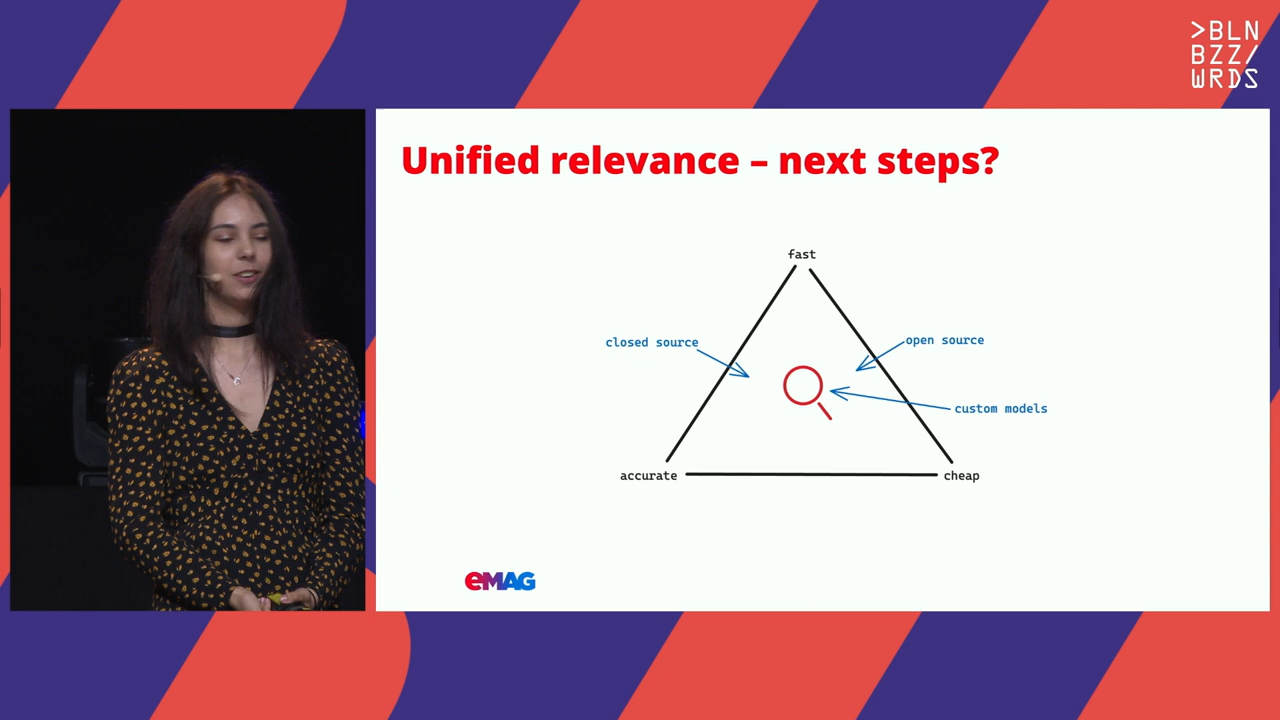 >BLN
BZZ/
WRDS
Unified relevance – next steps?
fast
closed source
open source
custom models
accurate
cheap
eMAG